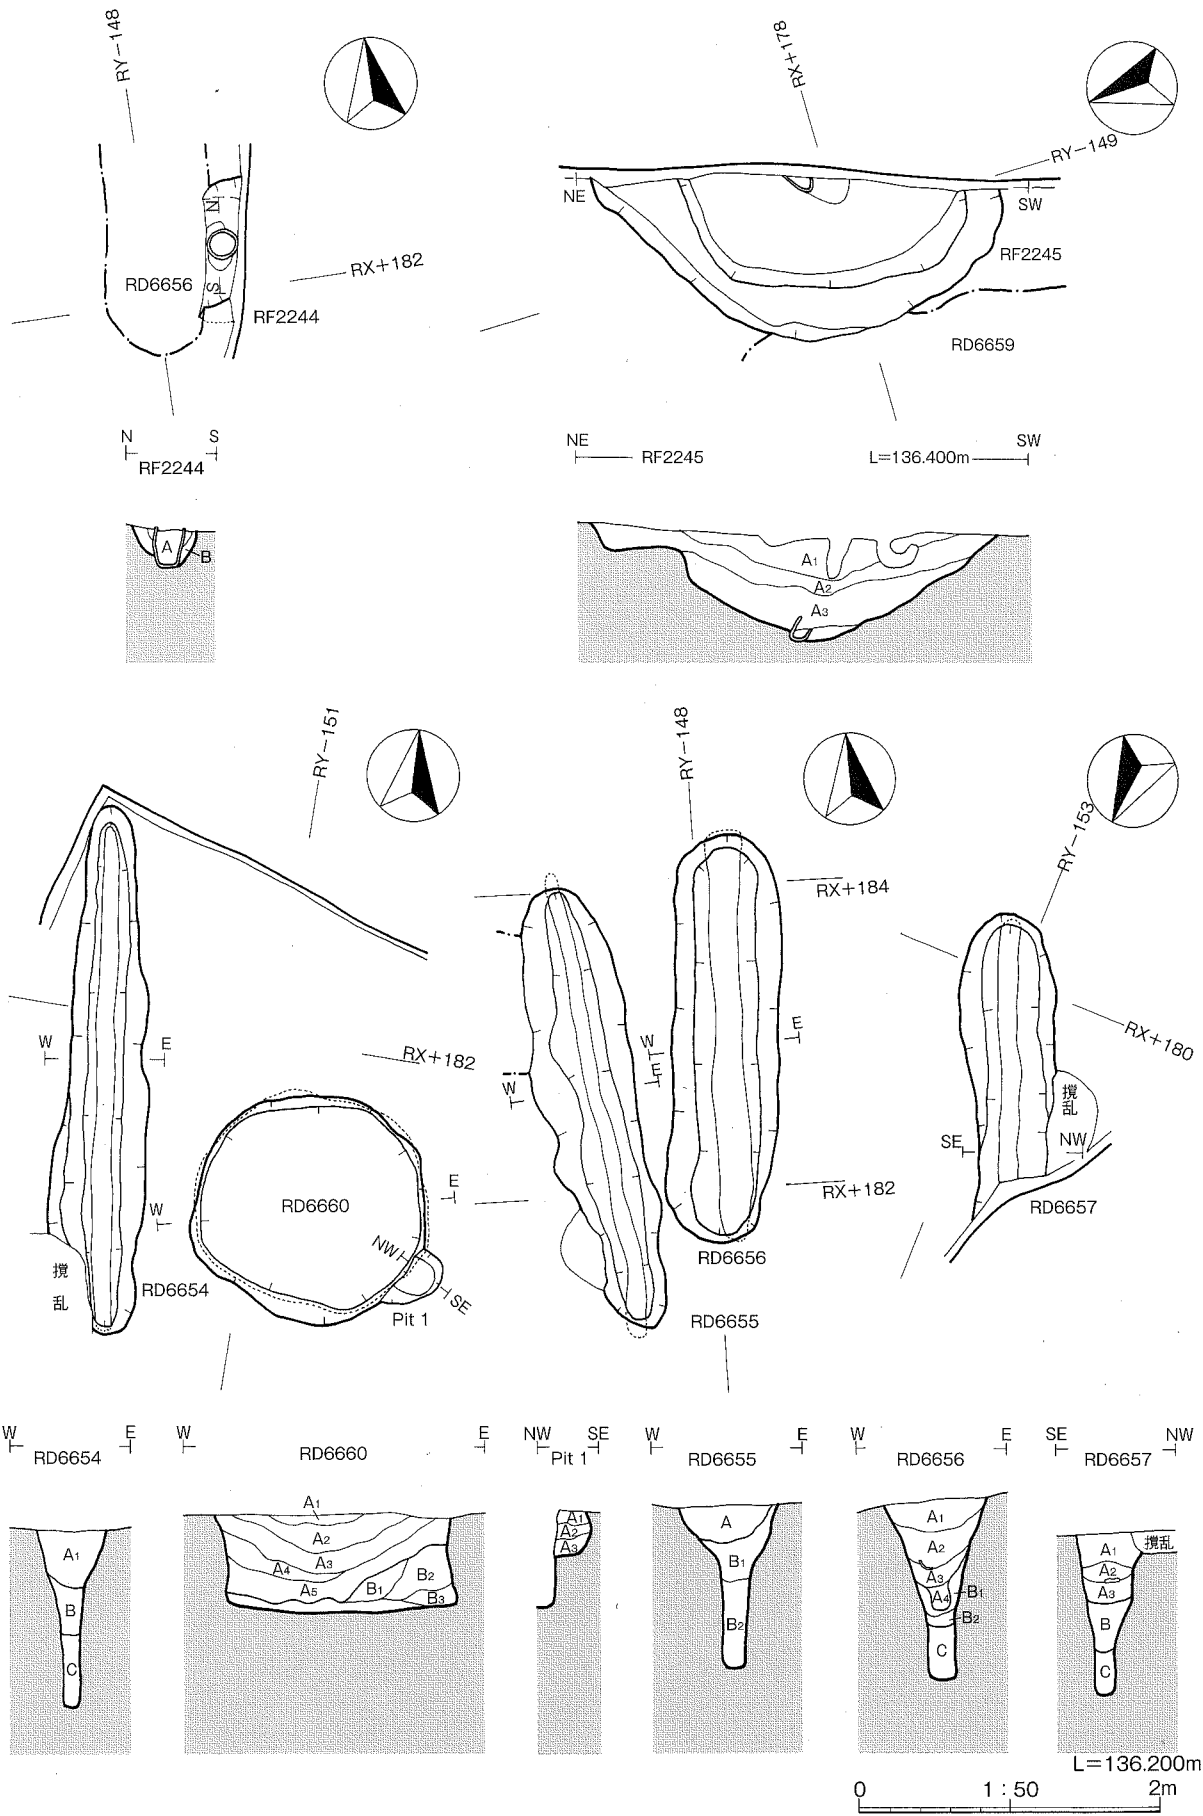 RY−148
RX+178
RY−149
NE
SW
N
RX+182
RD6656
S
RF2245
RF2244
RD6659
N S
RF2244
NE SW
RF2245 L=136.400m
A
B
A1
A2
A3
RY−151
RY−148
RY−153
RX+184
RX+180
W E
RX+182
W E
E
W
撹乱
SE NW
E
RD6660
W
RX+182
RD6657
NW
RD6656
撹乱
RD6654
SE
Pit 1
RD6655
W E
RD6654
W E
RD6660
NW SE
Pit 1
W E
RD6655
W E
RD6656
SE NW
RD6657
A1
B
C
A1
A2
A3
A4
A5
B1
B2
B3
A1
A2
A3
A
B1
B2
A1
A2
A3
A4
B1
B2
C
A1
撹乱
A2
A3
B
C
L=136.200m
0 1:50 2m